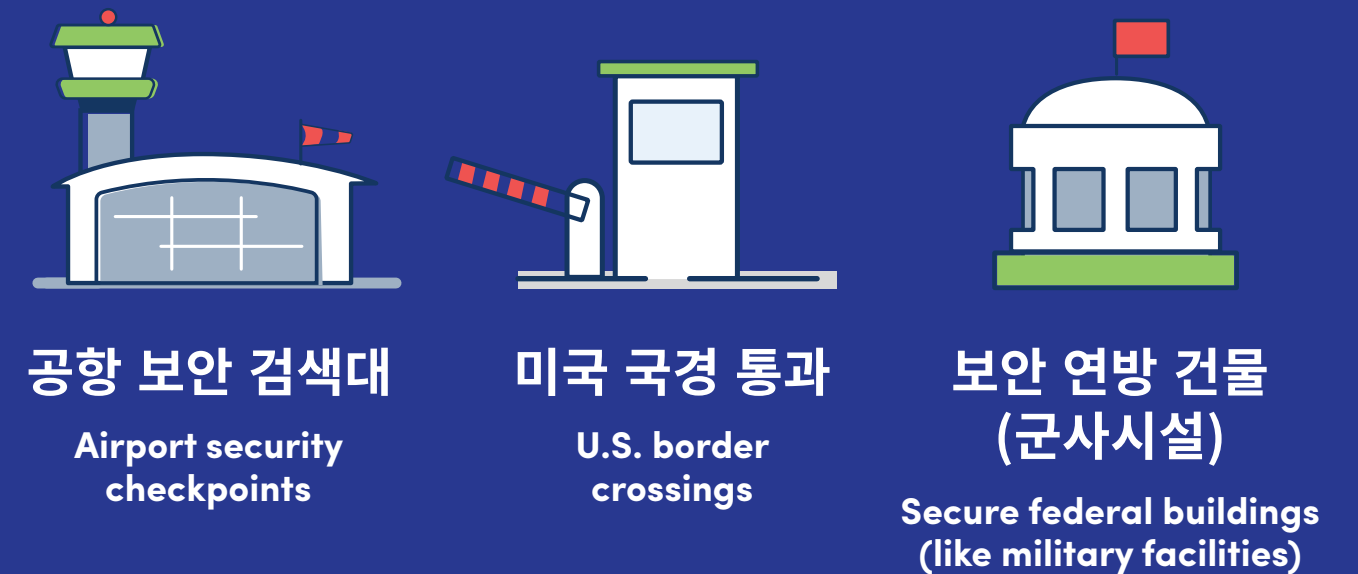 공항 보안 검색대
Airport security
checkpoints
미국 국경 통과
U.S. border
crossings
보안 연방 건물
(군사시설)
Secure federal buildings
(like military facilities)